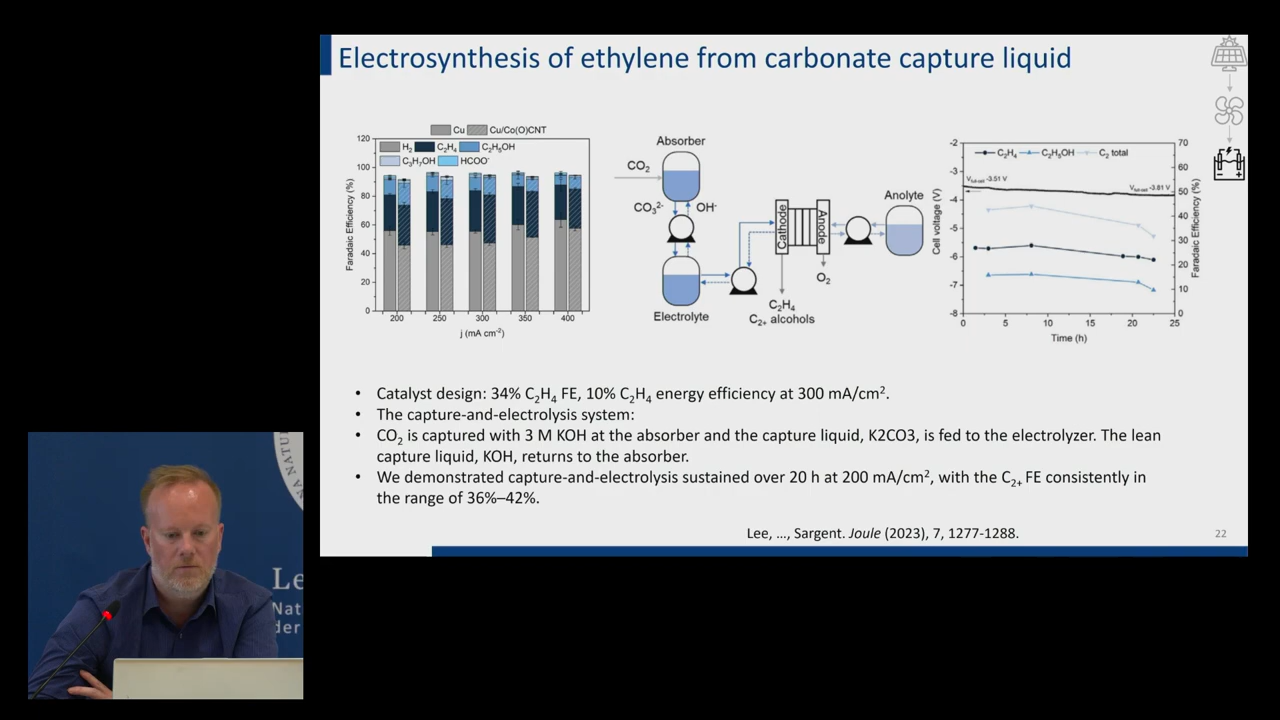 Electrosynthesis of ethylene from carbonate capture liquid
Cu Cu/Co(O)CNT
H₂ C₂H₄ C₂H₅OH
C₃H₇OH HCOO⁻
Faradaic Efficiency (%)
120
100
80
60
40
20
0
200 250 300 350 400
j (mA cm⁻²)
Absorber
CO₂
CO₃²⁻ OH⁻
Electrolyte
Cathode
Anode
Anolyte
O₂
C₂H₄
C₂₊ alcohols
C₂H₄ C₂H₅OH C₂ total
-3.51 V
-3.81 V
Cell voltage (V)
-2
-3
-4
-5
-6
-7
-8
Faradaic Efficiency (%)
70
60
50
40
30
20
10
0
0 5 10 15 20 25
Time (h)
• Catalyst design: 34% C₂H₄ FE, 10% C₂H₄ energy efficiency at 300 mA/cm².
• The capture-and-electrolysis system:
• CO₂ is captured with 3 M KOH at the absorber and the capture liquid, K2CO3, is fed to the electrolyzer. The lean
capture liquid, KOH, returns to the absorber.
• We demonstrated capture-and-electrolysis sustained over 20 h at 200 mA/cm², with the C₂₊ FE consistently in
the range of 36%–42%.
Lee, …, Sargent. Joule (2023), 7, 1277-1288.
22
Le
Nat
der